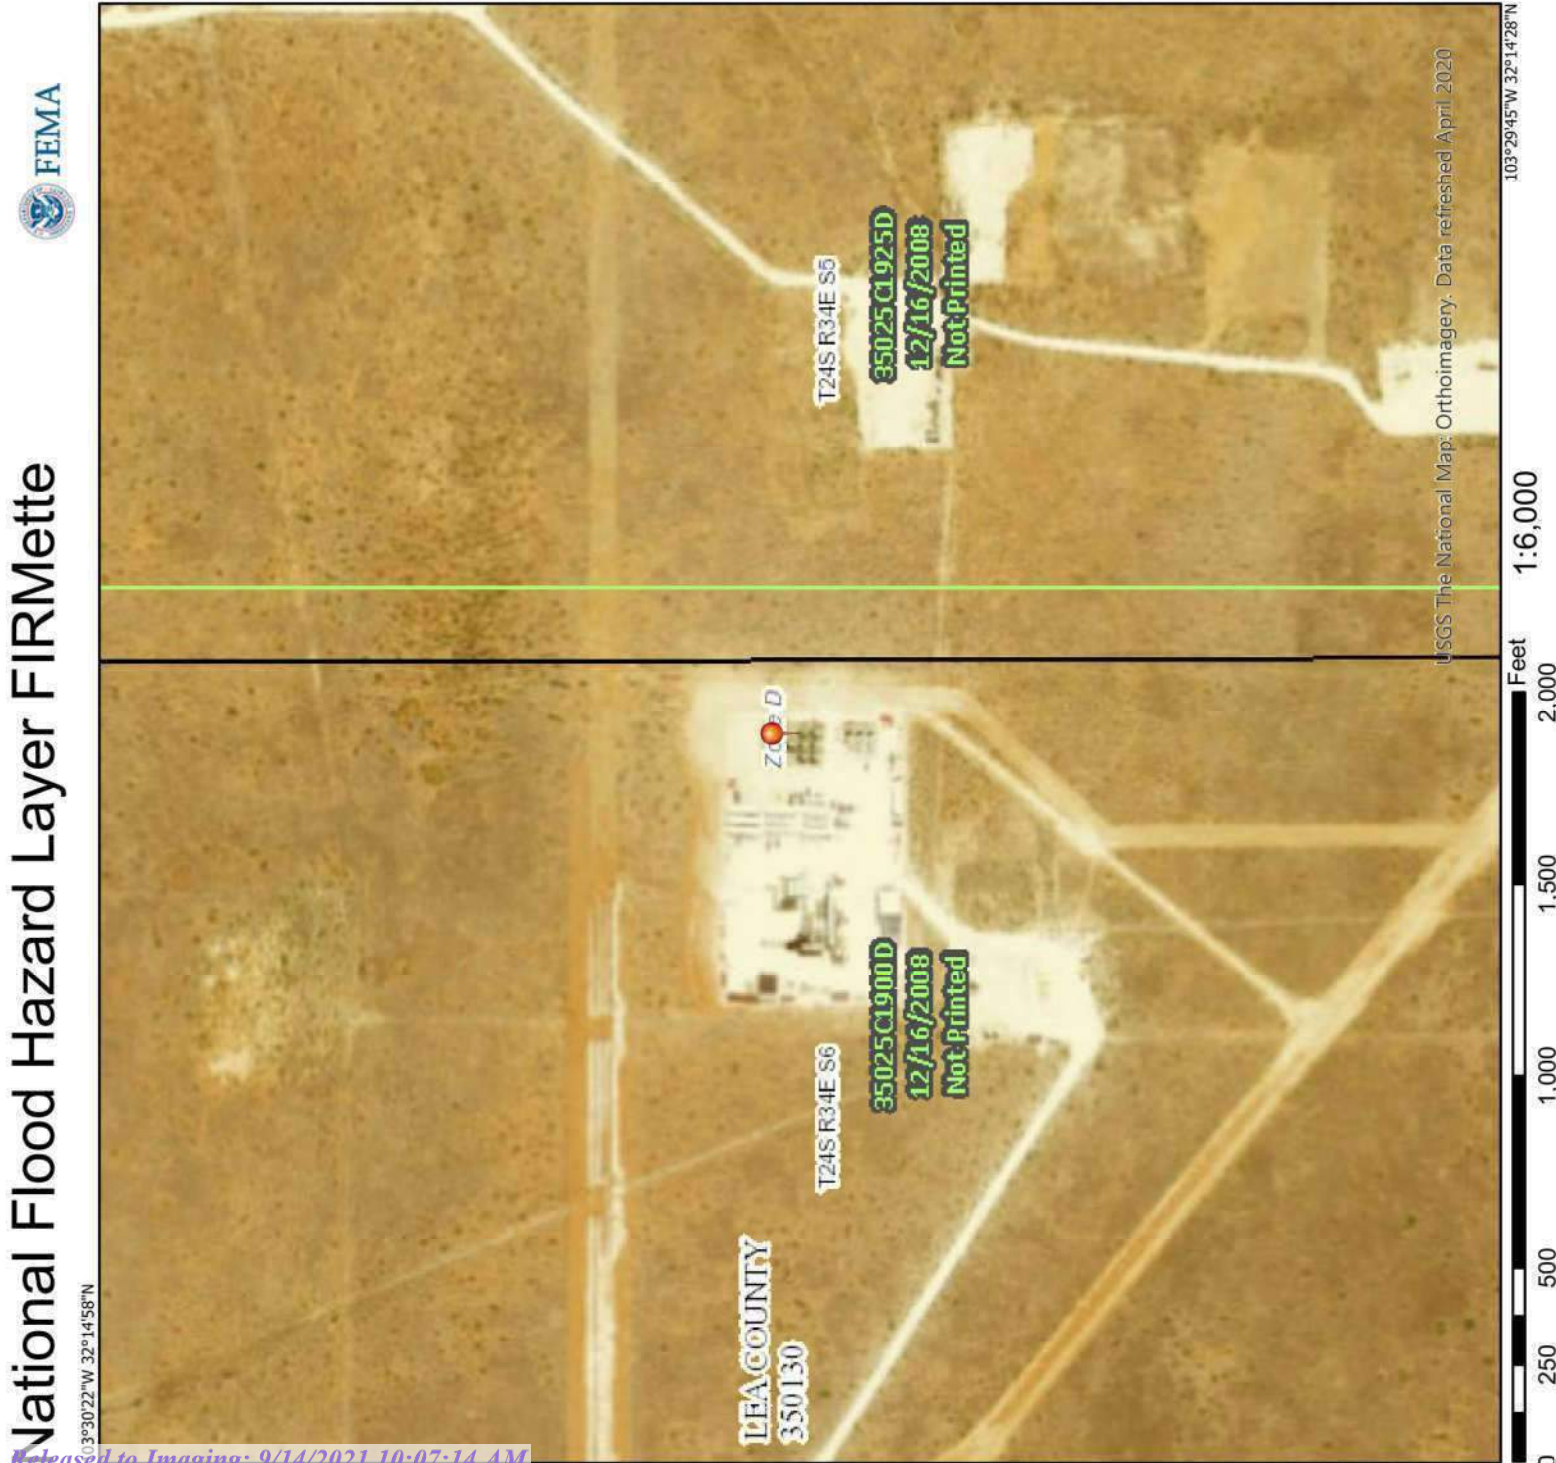 National Flood Hazard Layer FIRMette
FEMA
103°30'22"W 32°14'58"N
LEA COUNTY
350130
T24S R34E S6
35025C1900D
12/16/2008
Not Printed
Zone D
T24S R34E S5
35025C1925D
12/16/2008
Not Printed
USGS The National Map: Orthoimagery. Data refreshed April 2020
103°29'45"W 32°14'28"N
0 250 500 1,000 1,500 2,000
Feet
1:6,000
Released to Imaging: 9/14/2021 10:07:14 AM